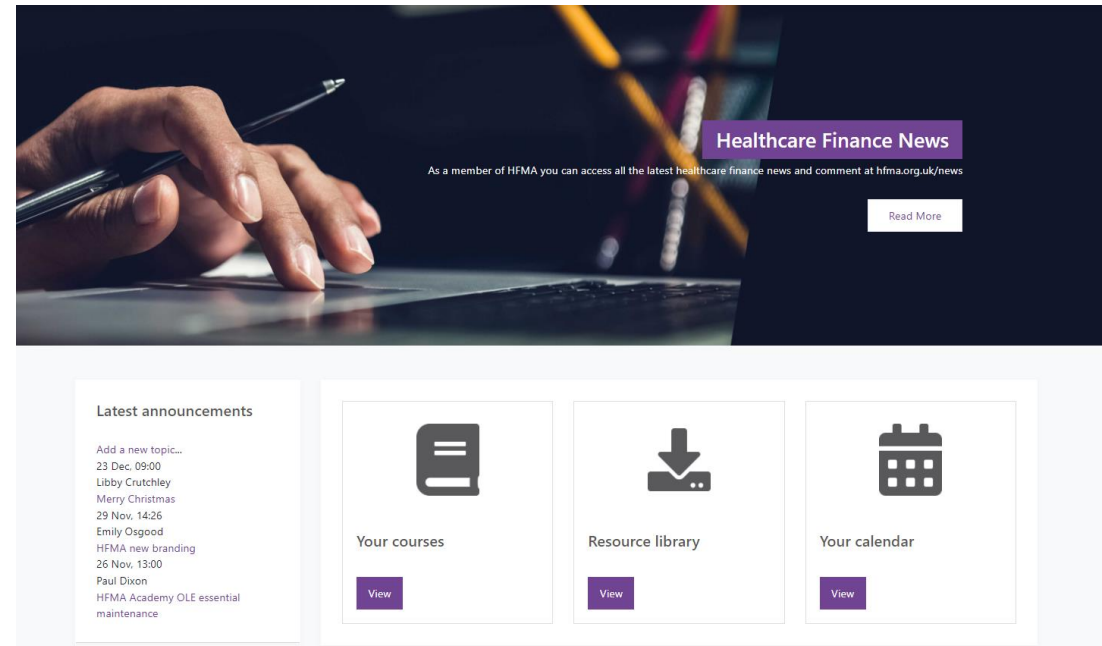 Healthcare Finance News
As a member of HFMA you can access all the latest healthcare finance news and comment at hfma.org.uk/news
Read More
Latest announcements
Add a new topic...
23 Dec, 09:00
Libby Crutchley
Merry Christmas
29 Nov, 14:26
Emily Osgood
HFMA new branding
26 Nov, 13:00
Paul Dixon
HFMA Academy OLE essential
maintenance
Your courses
View
Resource library
View
Your calendar
View